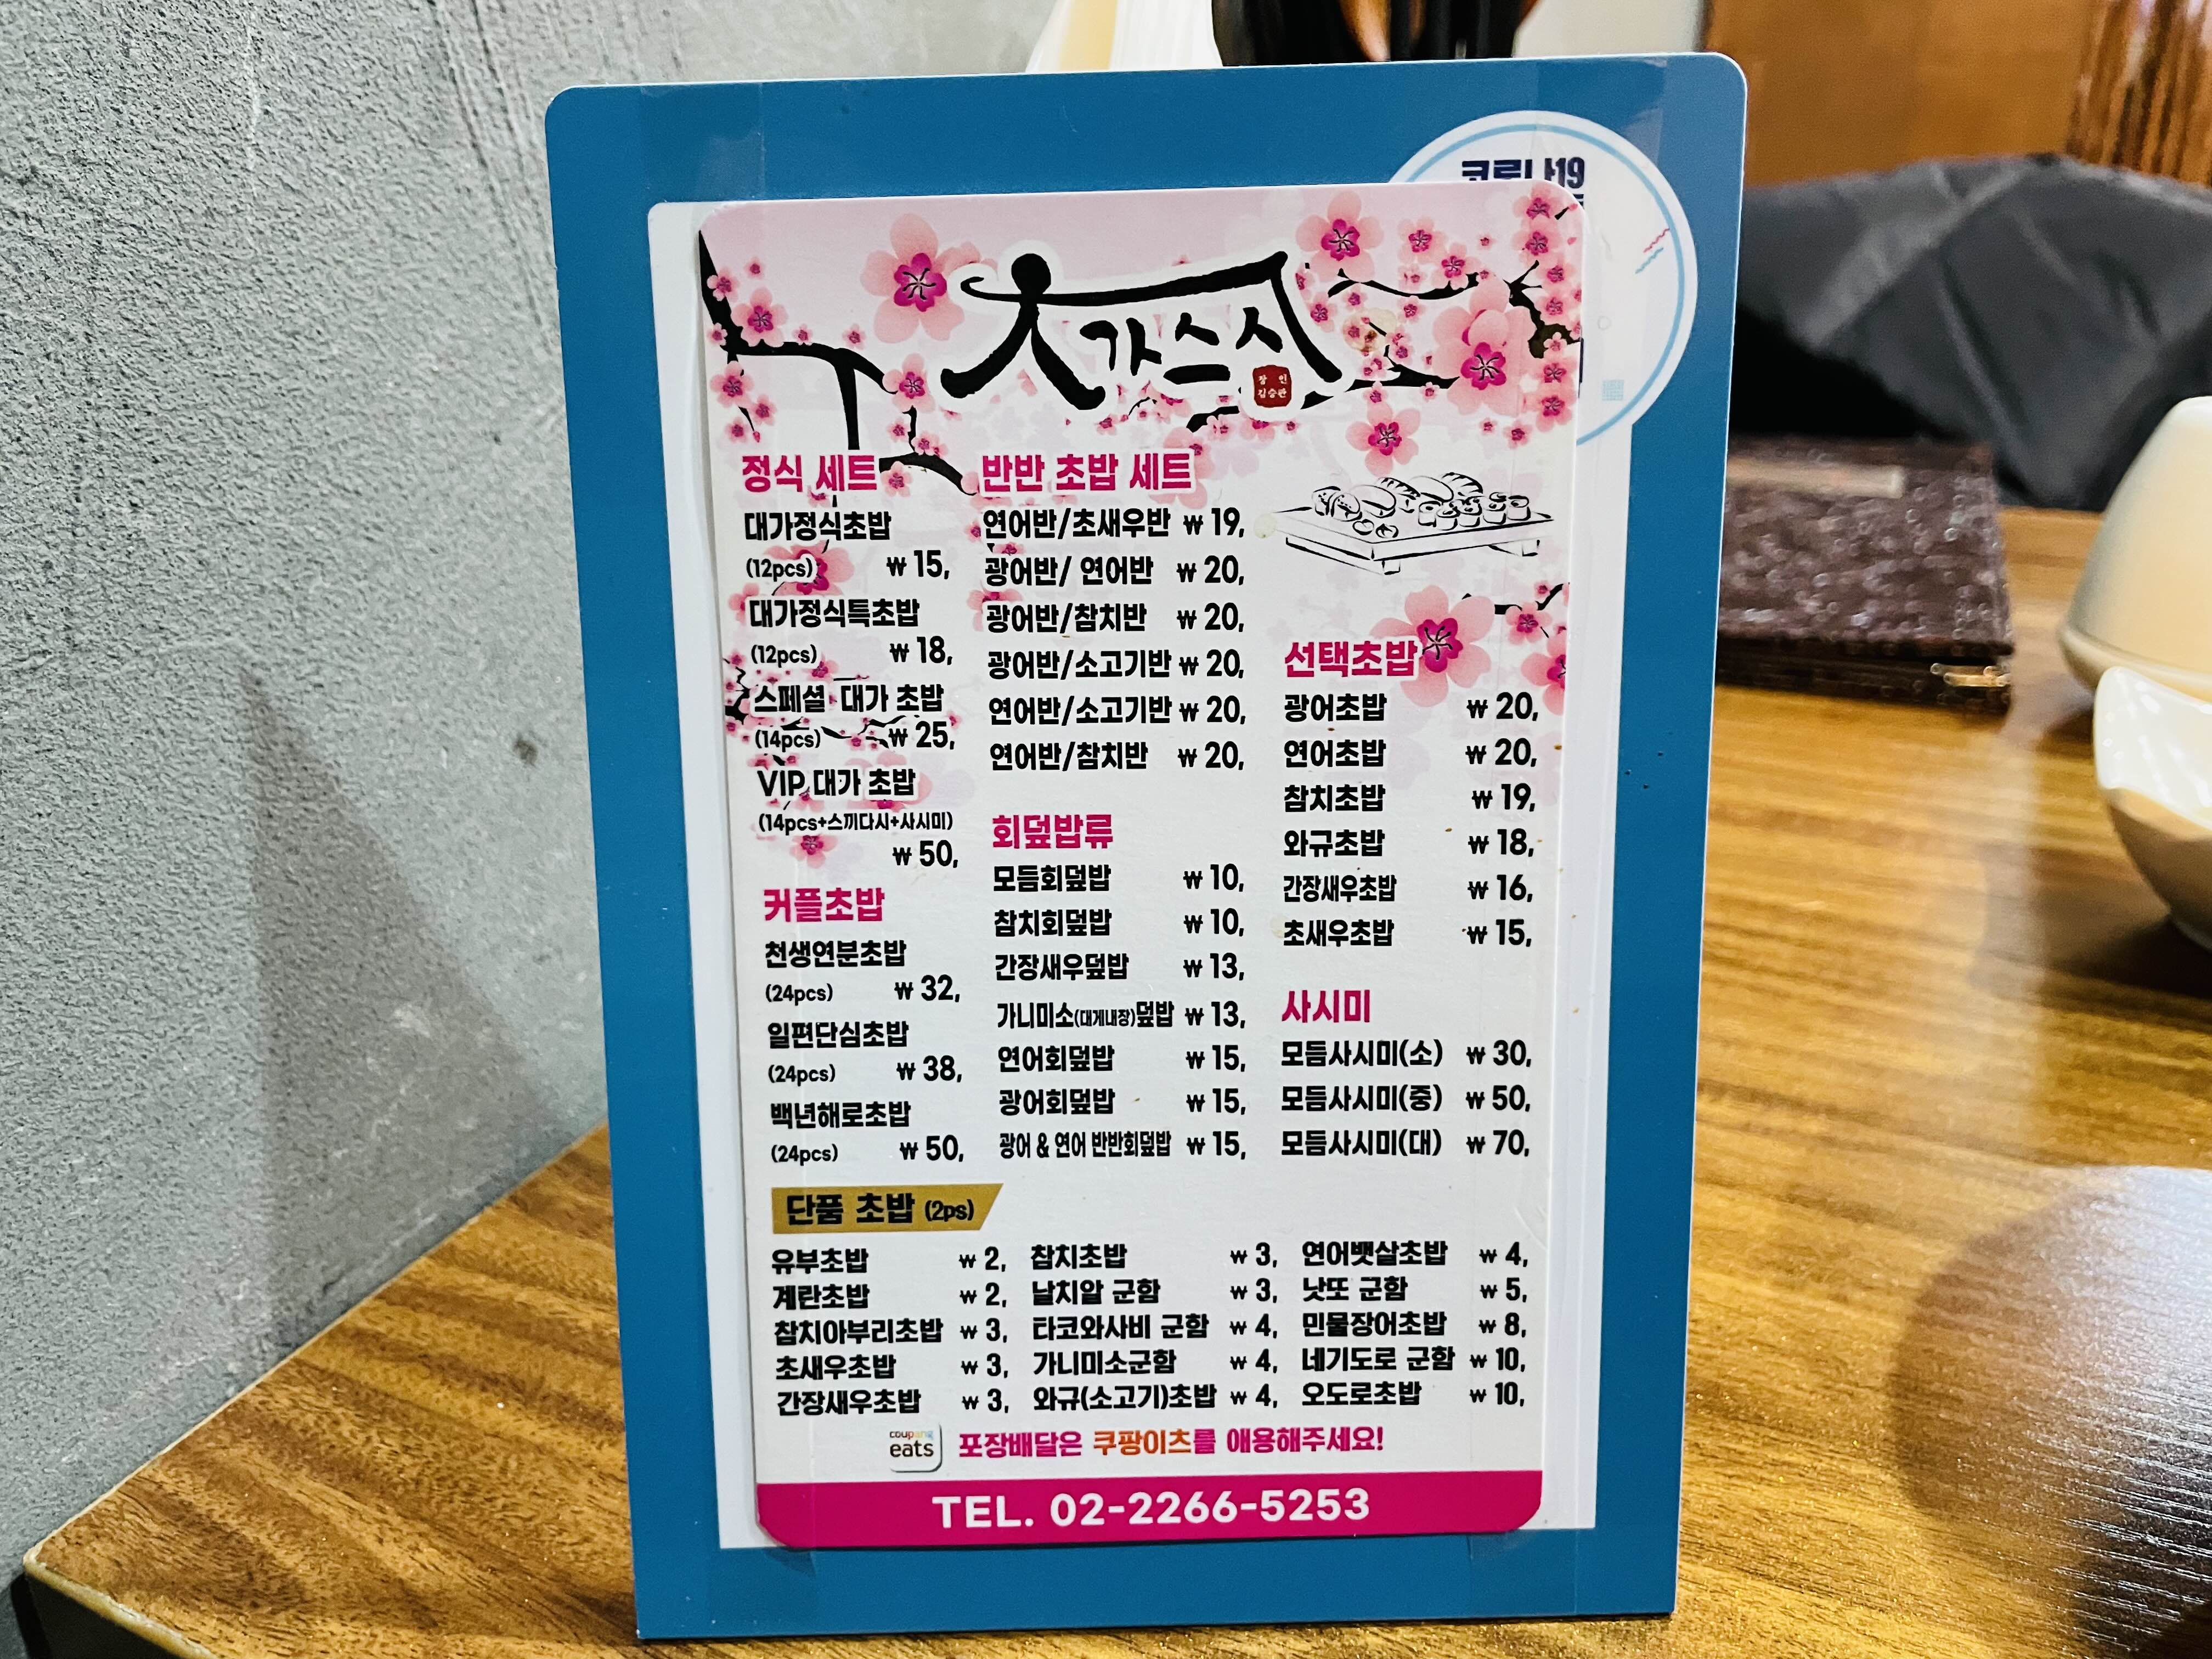 코로나19
大가스시
장인
김승판
정식 세트
대가정식초밥
(12pcs) ₩ 15,
대가정식특초밥
(12pcs) ₩ 18,
스페셜 대가 초밥
(14pcs) ₩ 25,
VIP 대가 초밥
(14pcs+스끼다시+사시미)
₩ 50,
커플초밥
천생연분초밥
(24pcs) ₩ 32,
일편단심초밥
(24pcs) ₩ 38,
백년해로초밥
(24pcs) ₩ 50,
반반 초밥 세트
연어반/초새우반 ₩ 19,
광어반/ 연어반 ₩ 20,
광어반/참치반 ₩ 20,
광어반/소고기반 ₩ 20,
연어반/소고기반 ₩ 20,
연어반/참치반 ₩ 20,
회덮밥류
모듬회덮밥 ₩ 10,
참치회덮밥 ₩ 10,
간장새우덮밥 ₩ 13,
가니미소(대게내장)덮밥 ₩ 13,
연어회덮밥 ₩ 15,
광어회덮밥 ₩ 15,
광어 & 연어 반반회덮밥 ₩ 15,
선택초밥
광어초밥 ₩ 20,
연어초밥 ₩ 20,
참치초밥 ₩ 19,
와규초밥 ₩ 18,
간장새우초밥 ₩ 16,
초새우초밥 ₩ 15,
사시미
모듬사시미(소) ₩ 30,
모듬사시미(중) ₩ 50,
모듬사시미(대) ₩ 70,
단품 초밥 (2ps)
유부초밥 ₩ 2, 참치초밥 ₩ 3, 연어뱃살초밥 ₩ 4,
계란초밥 ₩ 2, 날치알 군함 ₩ 3, 낫또 군함 ₩ 5,
참치아부리초밥 ₩ 3, 타코와사비 군함 ₩ 4, 민물장어초밥 ₩ 8,
초새우초밥 ₩ 3, 가니미소군함 ₩ 4, 네기도로 군함 ₩ 10,
간장새우초밥 ₩ 3, 와규(소고기)초밥 ₩ 4, 오도로초밥 ₩ 10,
coupang
eats 포장배달은 쿠팡이츠를 애용해주세요!
TEL. 02-2266-5253